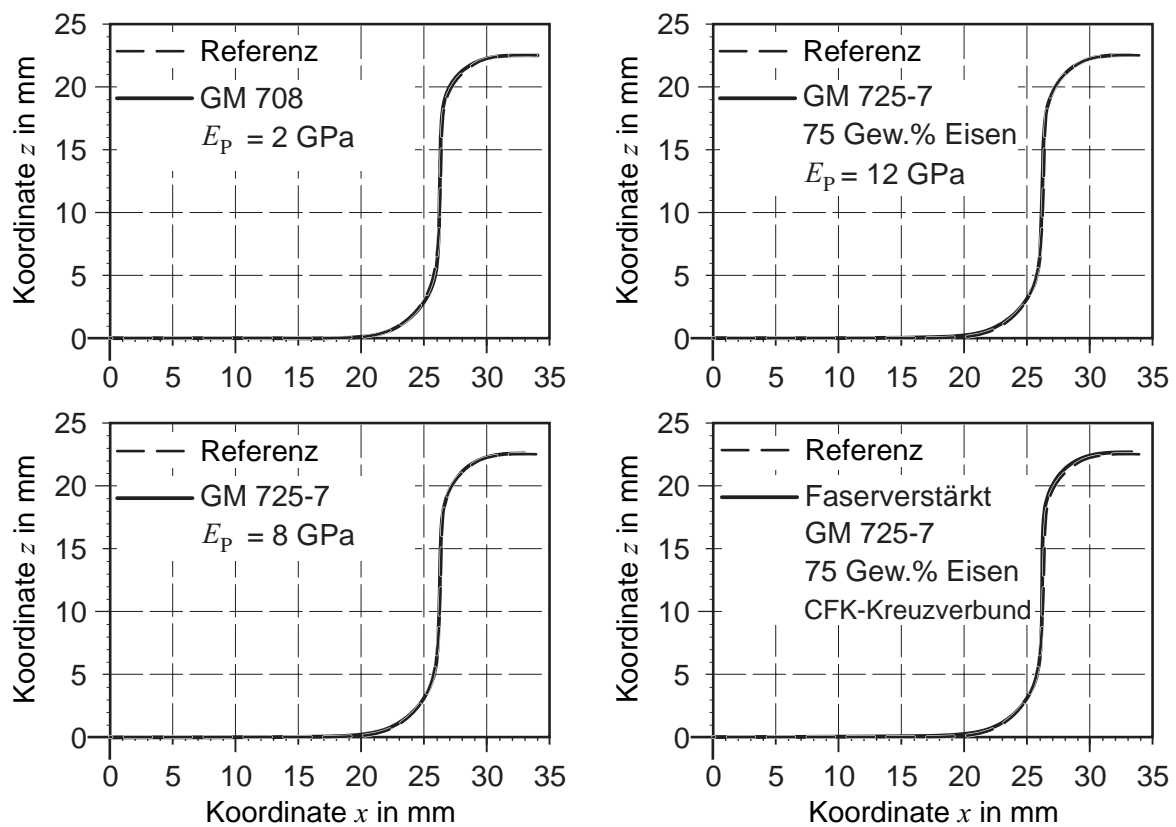 Koordinate z in mm
25
20
15
10
5
0
Referenz
GM 708
E_P = 2 GPa
0 5 10 15 20 25 30 35
Koordinate z in mm
25
20
15
10
5
0
Referenz
GM 725-7
75 Gew.% Eisen
E_P = 12 GPa
0 5 10 15 20 25 30 35
Koordinate z in mm
25
20
15
10
5
0
Referenz
GM 725-7
E_P = 8 GPa
0 5 10 15 20 25 30 35
Koordinate x in mm
Koordinate z in mm
25
20
15
10
5
0
Referenz
Faserverstärkt
GM 725-7
75 Gew.% Eisen
CFK-Kreuzverbund
0 5 10 15 20 25 30 35
Koordinate x in mm